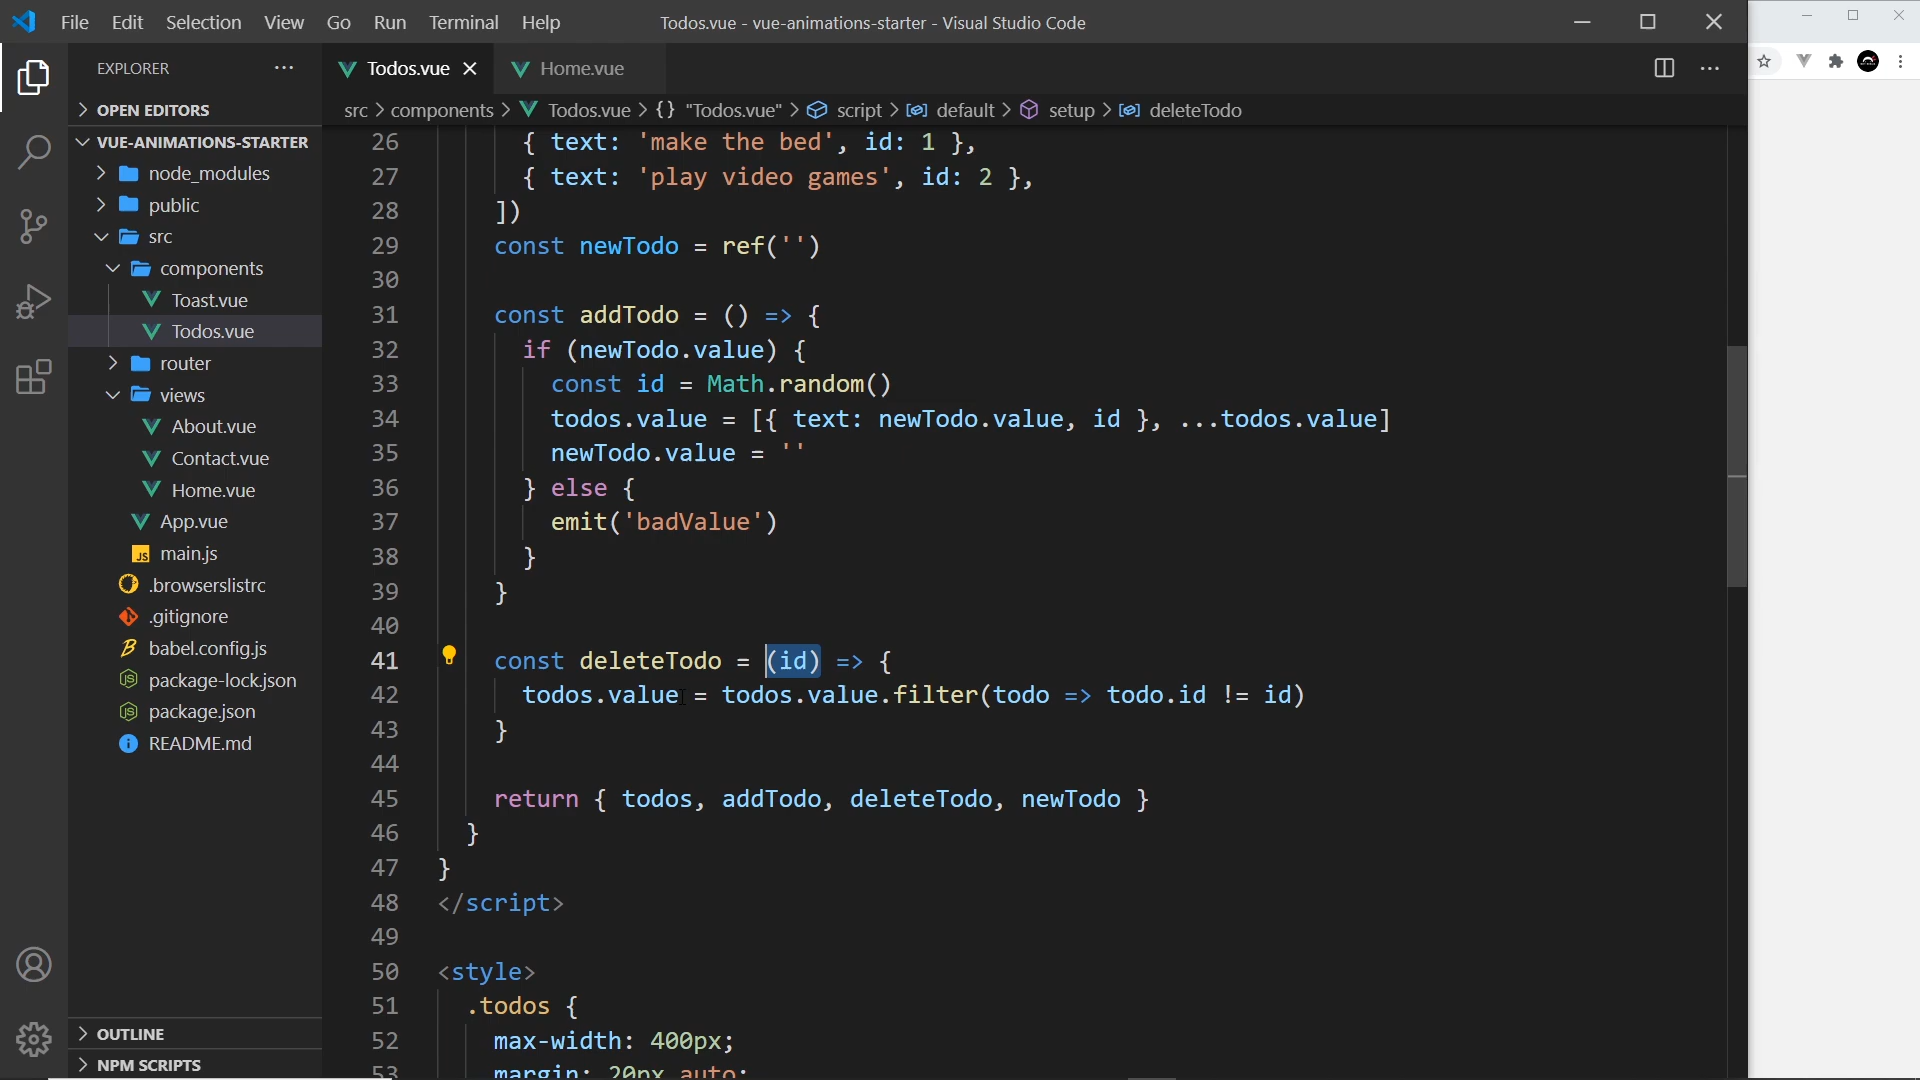 File Edit Selection View Go Run Terminal Help
Todos.vue - vue-animations-starter - Visual Studio Code
EXPLORER
OPEN EDITORS
VUE-ANIMATIONS-STARTER
node_modules
public
src
components
Toast.vue
Todos.vue
router
views
About.vue
Contact.vue
Home.vue
App.vue
JS main.js
.browserslistrc
.gitignore
babel.config.js
package-lock.json
package.json
README.md
OUTLINE
NPM SCRIPTS
Todos.vue Home.vue
src > components > Todos.vue > {} "Todos.vue" > script > default > setup > deleteTodo
26 { text: 'make the bed', id: 1 },
27 { text: 'play video games', id: 2 },
28 ])
29 const newTodo = ref('')
30
31 const addTodo = () => {
32 if (newTodo.value) {
33 const id = Math.random()
34 todos.value = [{ text: newTodo.value, id }, ...todos.value]
35 newTodo.value = ''
36 } else {
37 emit('badValue')
38 }
39 }
40
41 const deleteTodo = (id) => {
42 todos.value = todos.value.filter(todo => todo.id != id)
43 }
44
45 return { todos, addTodo, deleteTodo, newTodo }
46 }
47 }
48 </script>
49
50 <style>
51 .todos {
52 max-width: 400px;
53 margin: 20px auto;